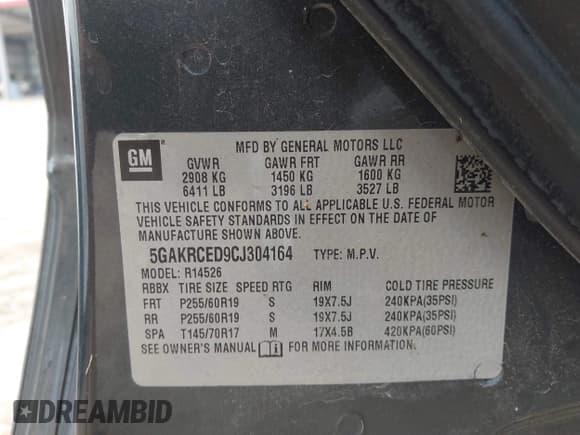 MFD BY GENERAL MOTORS LLC
GM
GVWR GAWR FRT GAWR RR
2908 KG 1450 KG 1600 KG
6411 LB 3196 LB 3527 LB
THIS VEHICLE CONFORMS TO ALL APPLICABLE U.S. FEDERAL MOTOR
VEHICLE SAFETY STANDARDS IN EFFECT ON THE DATE OF
MANUFACTURE SHOWN ABOVE.
5GAKRCED9CJ304164 TYPE: M.P.V.
MODEL: R14526
RBBX TIRE SIZE SPEED RTG RIM COLD TIRE PRESSURE
FRT P255/60R19 S 19X7.5J 240KPA(35PSI)
RR P255/60R19 S 19X7.5J 240KPA(35PSI)
SPA T145/70R17 M 17X4.5B 420KPA(60PSI)
SEE OWNER'S MANUAL FOR MORE INFORMATION.
DREAMBID